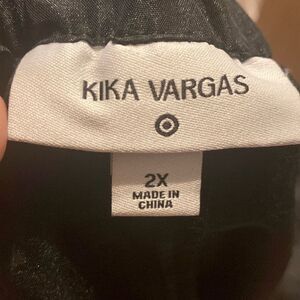 KIKA VARGAS
2X
MADE IN
CHINA